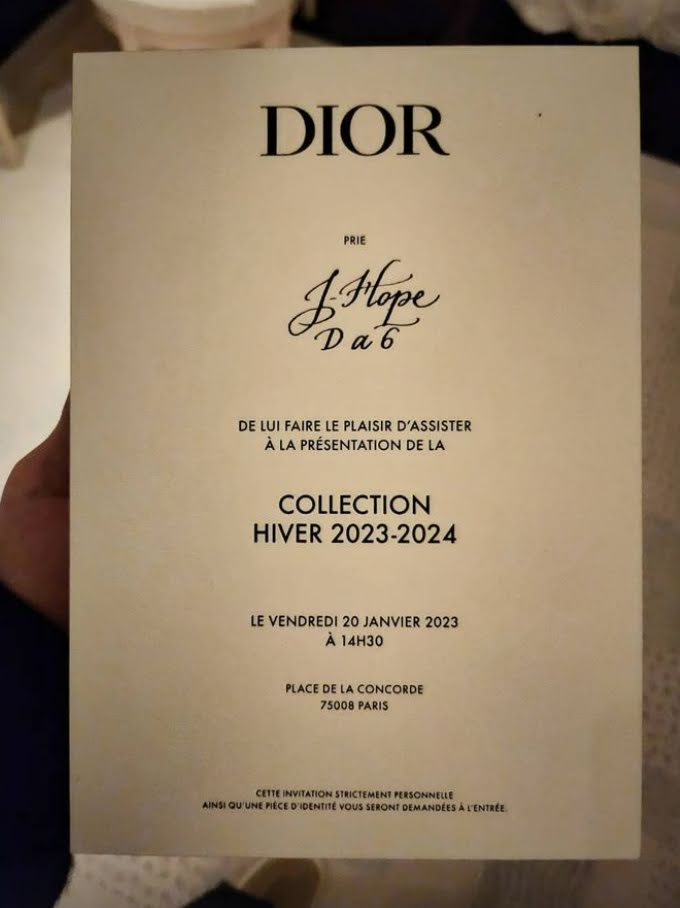 DIOR
PRIE
J-Hope
D a 6
DE LUI FAIRE LE PLAISIR D'ASSISTER
À LA PRÉSENTATION DE LA
COLLECTION
HIVER 2023-2024
LE VENDREDI 20 JANVIER 2023
À 14H30
PLACE DE LA CONCORDE
75008 PARIS
CETTE INVITATION STRICTEMENT PERSONNELLE
AINSI QU'UNE PIÈCE D'IDENTITÉ VOUS SERONT DEMANDÉES À L'ENTRÉE.